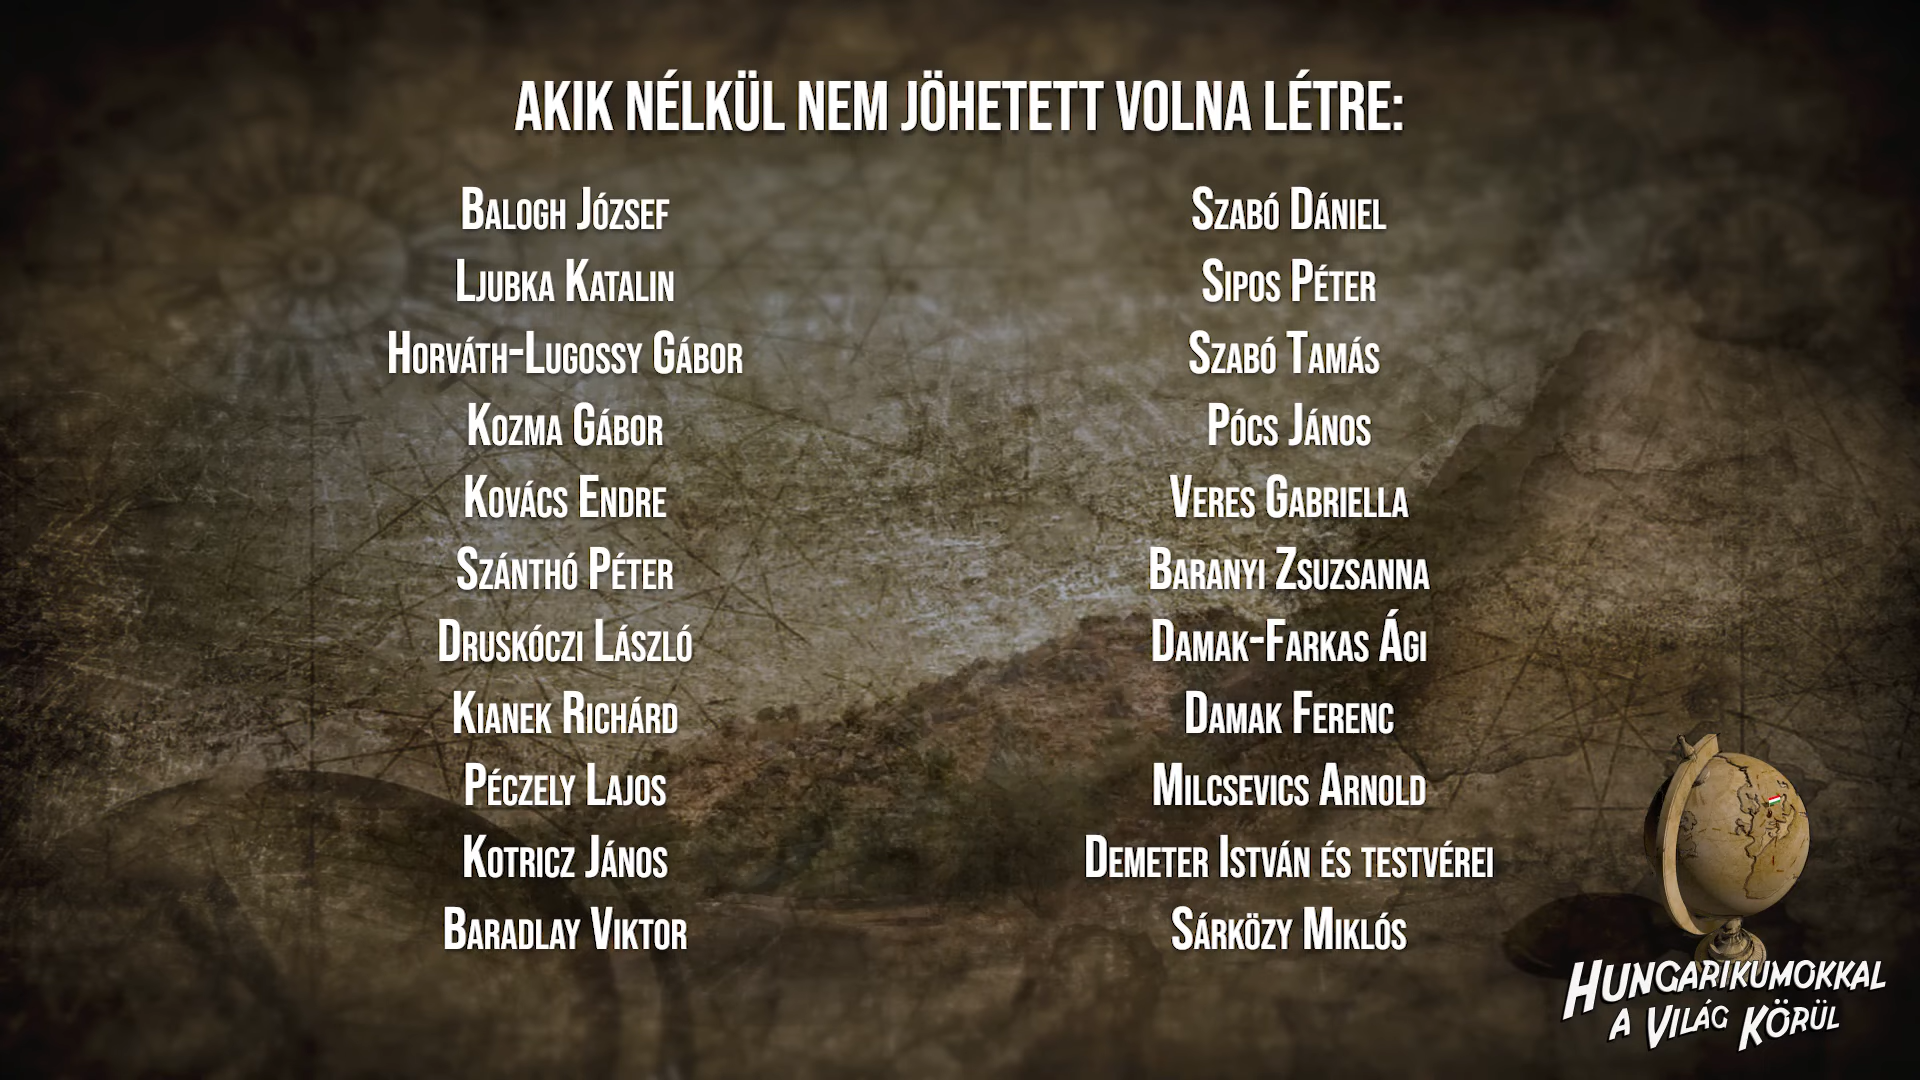 AKIK NÉLKÜL NEM JÖHETETT VOLNA LÉTRE:
Balogh József
Ljubka Katalin
Horváth-Lugossy Gábor
Kozma Gábor
Kovács Endre
Szánthó Péter
Druskóczi László
Kianek Richárd
Péczely Lajos
Kotricz János
Baradlay Viktor
Szabó Dániel
Sipos Péter
Szabó Tamás
Pócs János
Veres Gabriella
Baranyi Zsuzsanna
Damak-Farkas Ági
Damak Ferenc
Milcsevics Arnold
Demeter István és testvérei
Sárközy Miklós
Hungarikumokkal
a Világ Körül